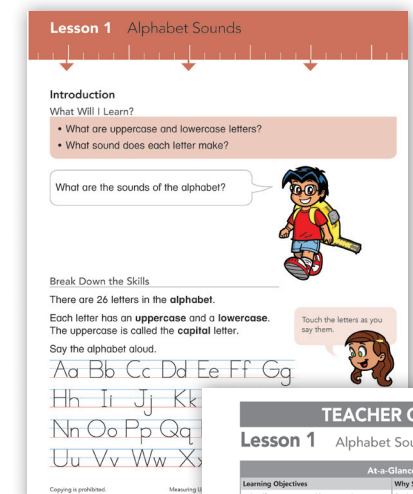 Lesson 1 Alphabet Sounds
Introduction
What Will I Learn?
• What are uppercase and lowercase letters?
• What sound does each letter make?
What are the sounds of the alphabet?
Break Down the Skills
There are 26 letters in the alphabet.
Each letter has an uppercase and a lowercase.
The uppercase is called the capital letter.
Touch the letters as you
say them.
Say the alphabet aloud.
Aa Bb Cc Dd Ee Ff Gg
Hh Ii Jj Kk
Nn Oo Pp Qq
Uu Vv Ww Xx
Copying is prohibited.
Measuring
TEACHER
Lesson 1 Alphabet
At-a-Glance
Learning Objectives
Why